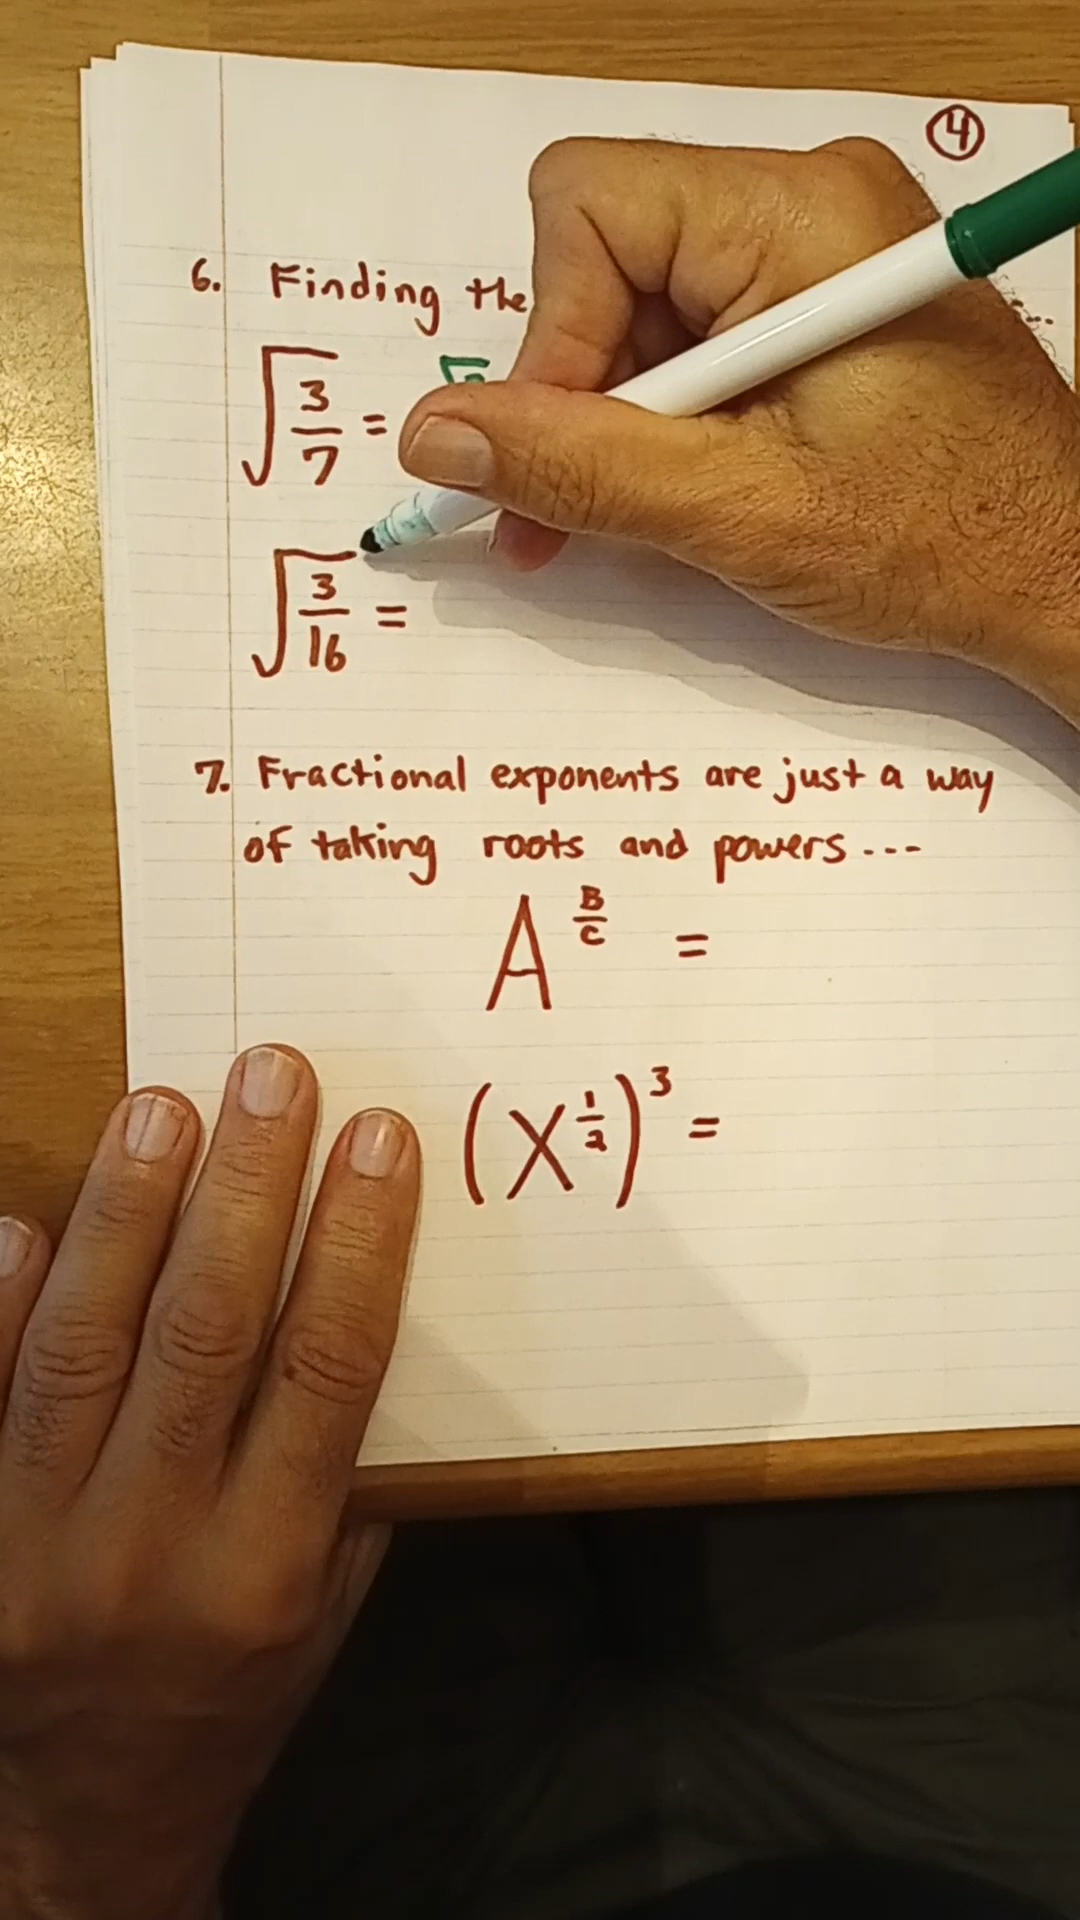 4
6. Finding the ...
√3/7 = √
√3/16 =
7. Fractional exponents are just a way
of taking roots and powers ---
A^B/C =
(X^1/2)^3 =